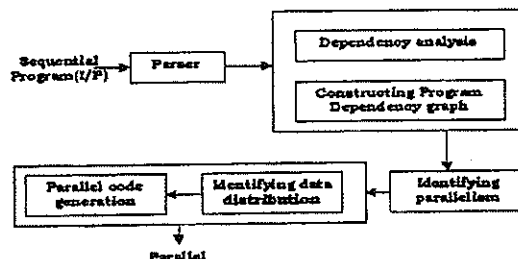 Dependency analysis
Sequential
Program(I/P)
Parser
Constructing Program
Dependency graph
Parallel code
generation
Identifying data
distribution
Identifying
parallelism
Parallel